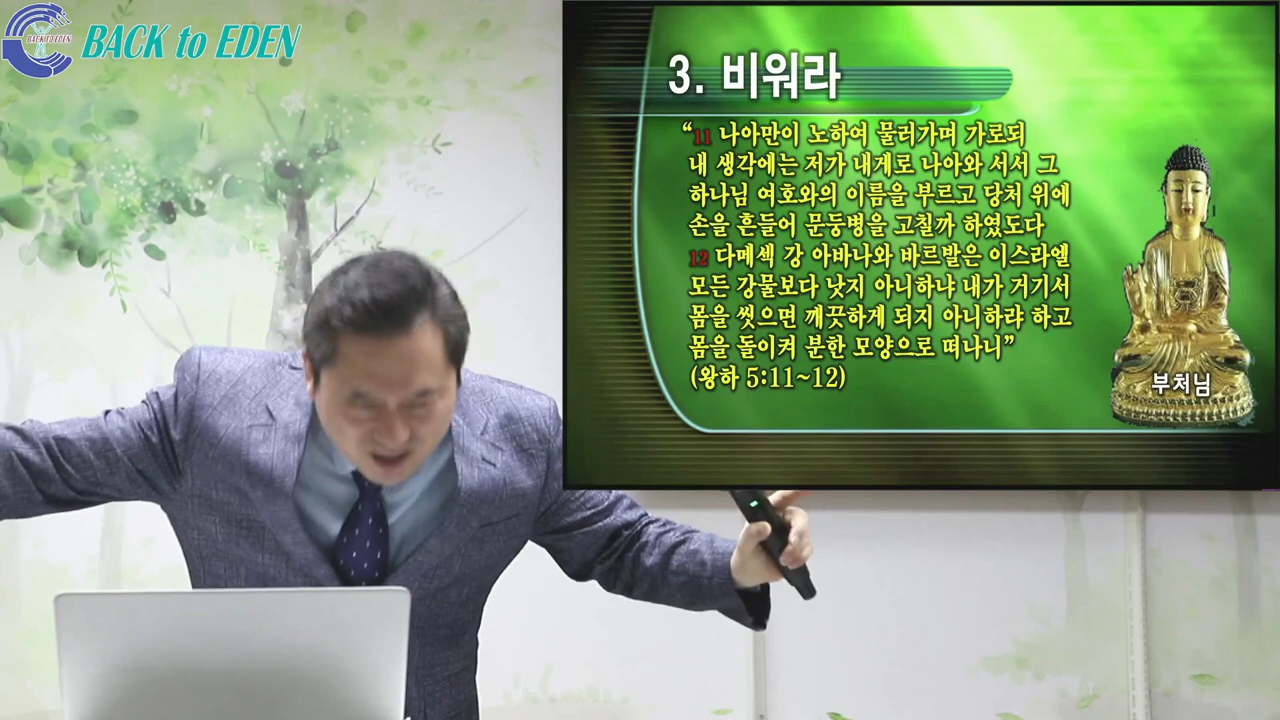 BACK TO EDEN
BACK to EDEN
3. 비워라
“11 나아만이 노하여 물러가며 가로되
내 생각에는 저가 내게로 나아와 서서 그
하나님 여호와의 이름을 부르고 당처 위에
손을 흔들어 문둥병을 고칠까 하였도다
12 다메섹 강 아바나와 바르발은 이스라엘
모든 강물보다 낫지 아니하냐 내가 거기서
몸을 씻으면 깨끗하게 되지 아니하랴 하고
몸을 돌이켜 분한 모양으로 떠나니”
(왕하 5:11~12)
부처님